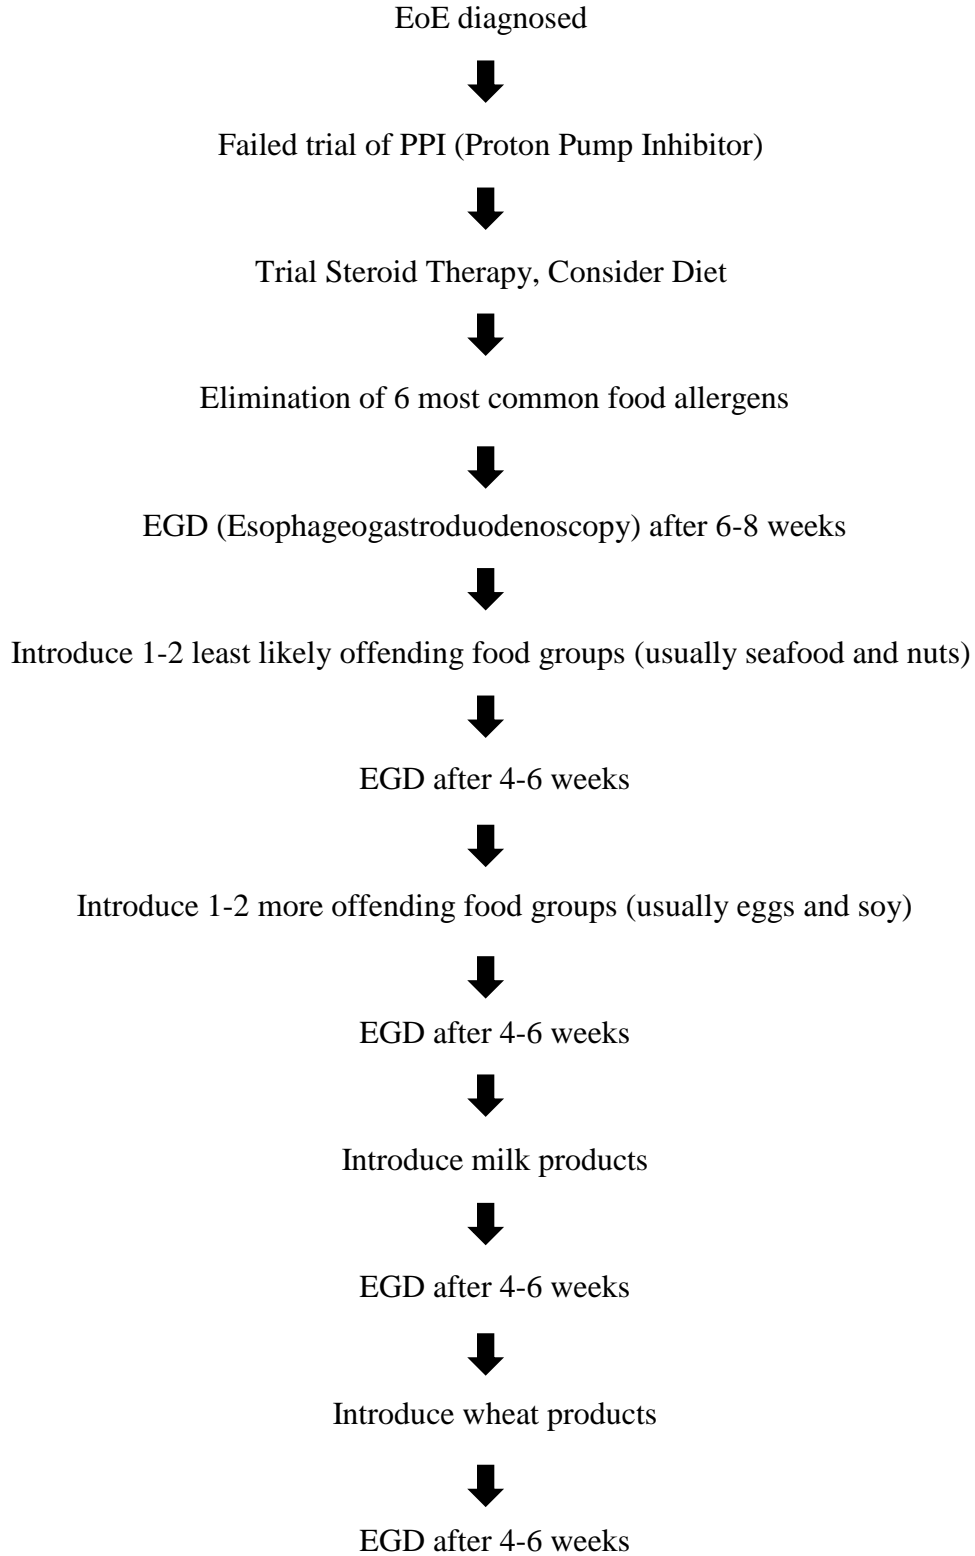 EoE diagnosed
Failed trial of PPI (Proton Pump Inhibitor)
Trial Steroid Therapy, Consider Diet
Elimination of 6 most common food allergens
EGD (Esophageogastroduodenoscopy) after 6-8 weeks
Introduce 1-2 least likely offending food groups (usually seafood and nuts)
EGD after 4-6 weeks
Introduce 1-2 more offending food groups (usually eggs and soy)
EGD after 4-6 weeks
Introduce milk products
EGD after 4-6 weeks
Introduce wheat products
EGD after 4-6 weeks